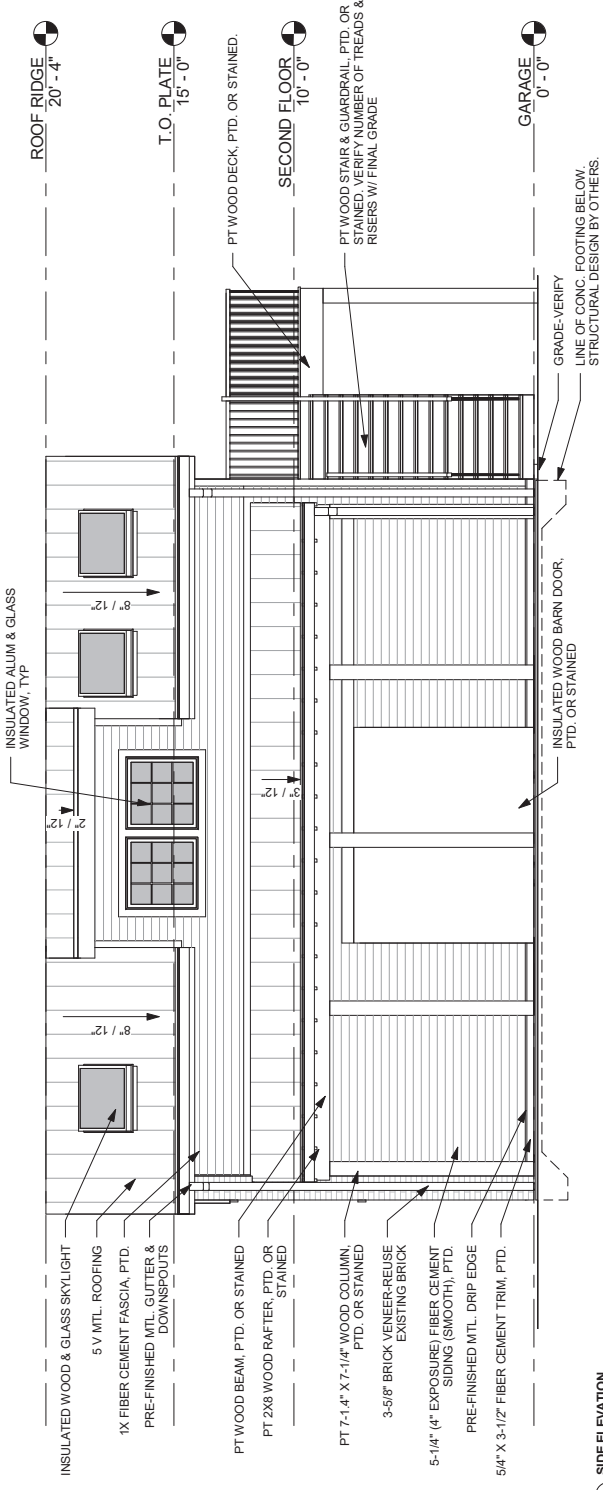 ROOF RIDGE
20' - 4"
T.O. PLATE
15' - 0"
SECOND FLOOR
10' - 0"
GARAGE
0' - 0"
INSULATED ALUM & GLASS
WINDOW, TYP
INSULATED WOOD & GLASS SKYLIGHT
5 V MTL. ROOFING
1X FIBER CEMENT FASCIA, PTD.
PRE-FINISHED MTL. GUTTER &
DOWNSPOUTS
PT WOOD BEAM, PTD. OR STAINED
PT 2X8 WOOD RAFTER, PTD. OR
STAINED
PT 7-1.4" X 7-1/4" WOOD COLUMN,
PTD. OR STAINED
3-5/8" BRICK VENEER-REUSE
EXISTING BRICK
5-1/4" (4" EXPOSURE) FIBER CEMENT
SIDING (SMOOTH), PTD.
PRE-FINISHED MTL. DRIP EDGE
5/4" X 3-1/2" FIBER CEMENT TRIM, PTD.
8" / 12"
2" / 12"
8" / 12"
3" / 12"
PT WOOD DECK, PTD. OR STAINED.
PT WOOD STAIR & GUARDRAIL, PTD. OR
STAINED. VERIFY NUMBER OF TREADS &
RISERS W/ FINAL GRADE
GRADE-VERIFY
LINE OF CONC. FOOTING BELOW.
STRUCTURAL DESIGN BY OTHERS.
INSULATED WOOD BARN DOOR,
PTD. OR STAINED
SIDE ELEVATION